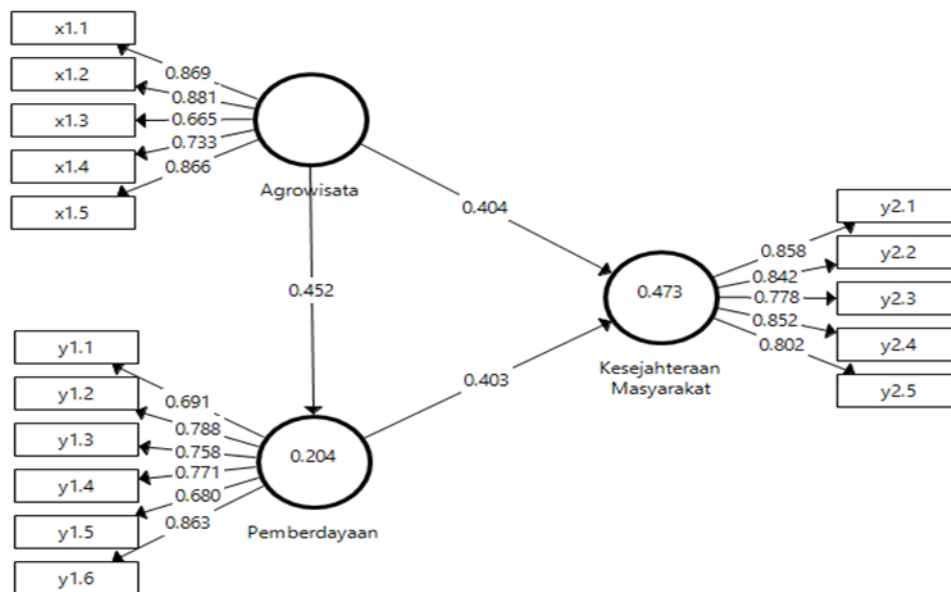 x1.1
x1.2
x1.3
x1.4
x1.5
0.869
0.881
0.665
0.733
0.866
Agrowisata
0.404
0.452
y2.1
y2.2
y2.3
y2.4
y2.5
0.858
0.842
0.778
0.852
0.802
0.473
Kesejahteraan
Masyarakat
0.403
y1.1
y1.2
y1.3
y1.4
y1.5
y1.6
0.691
0.788
0.758
0.771
0.680
0.863
0.204
Pemberdayaan